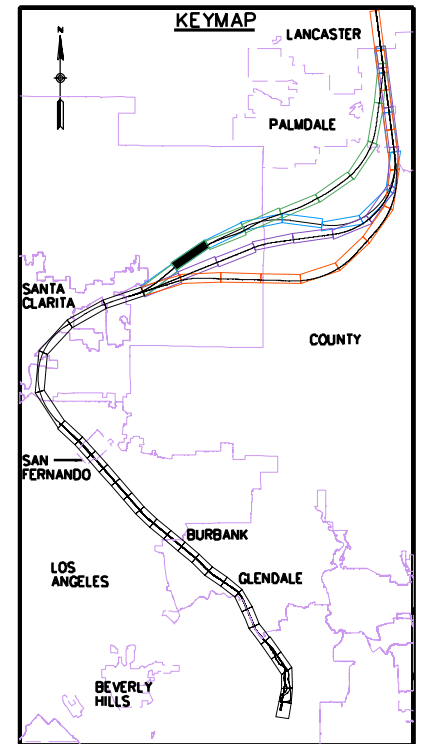 KEYMAP
LANCASTER
N
PALMDALE
SANTA
CLARITA
COUNTY
SAN
FERNANDO
BURBANK
LOS
ANGELES
GLENDALE
BEVERLY
HILLS